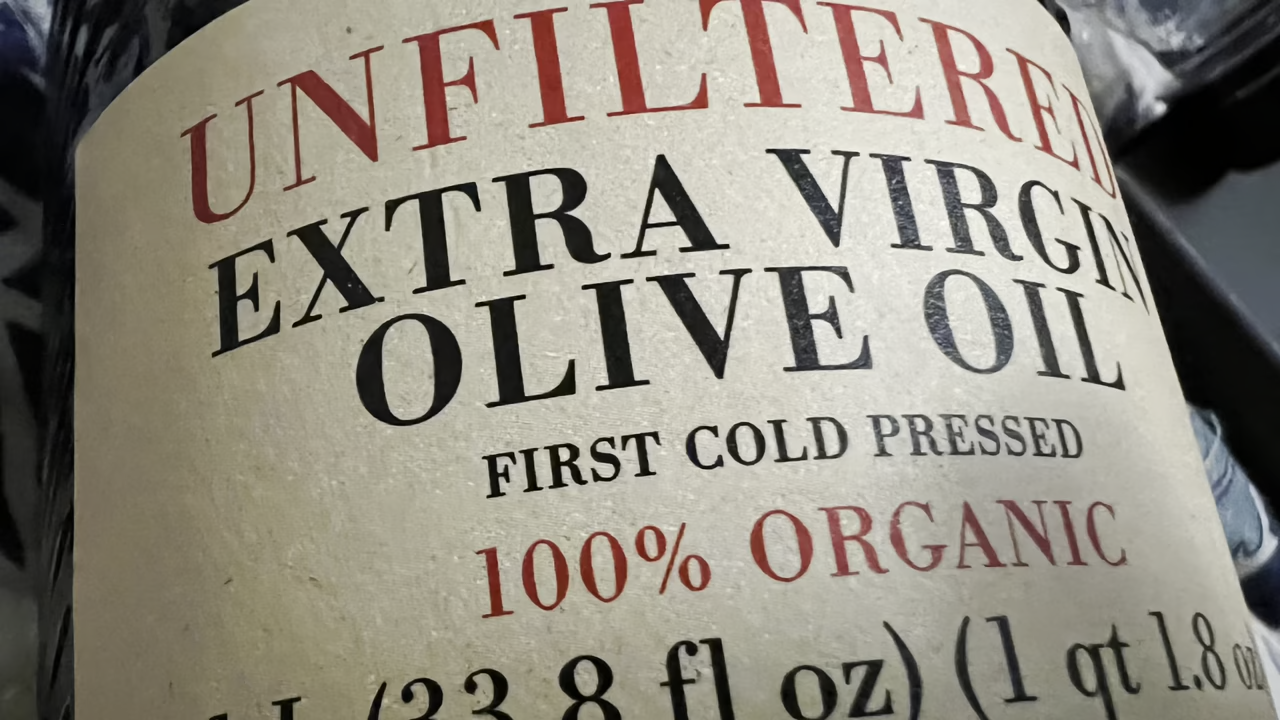 UNFILTERED
EXTRA VIRGIN
OLIVE OIL
FIRST COLD PRESSED
100% ORGANIC
(33.8 fl oz) (1 qt 1.8 oz